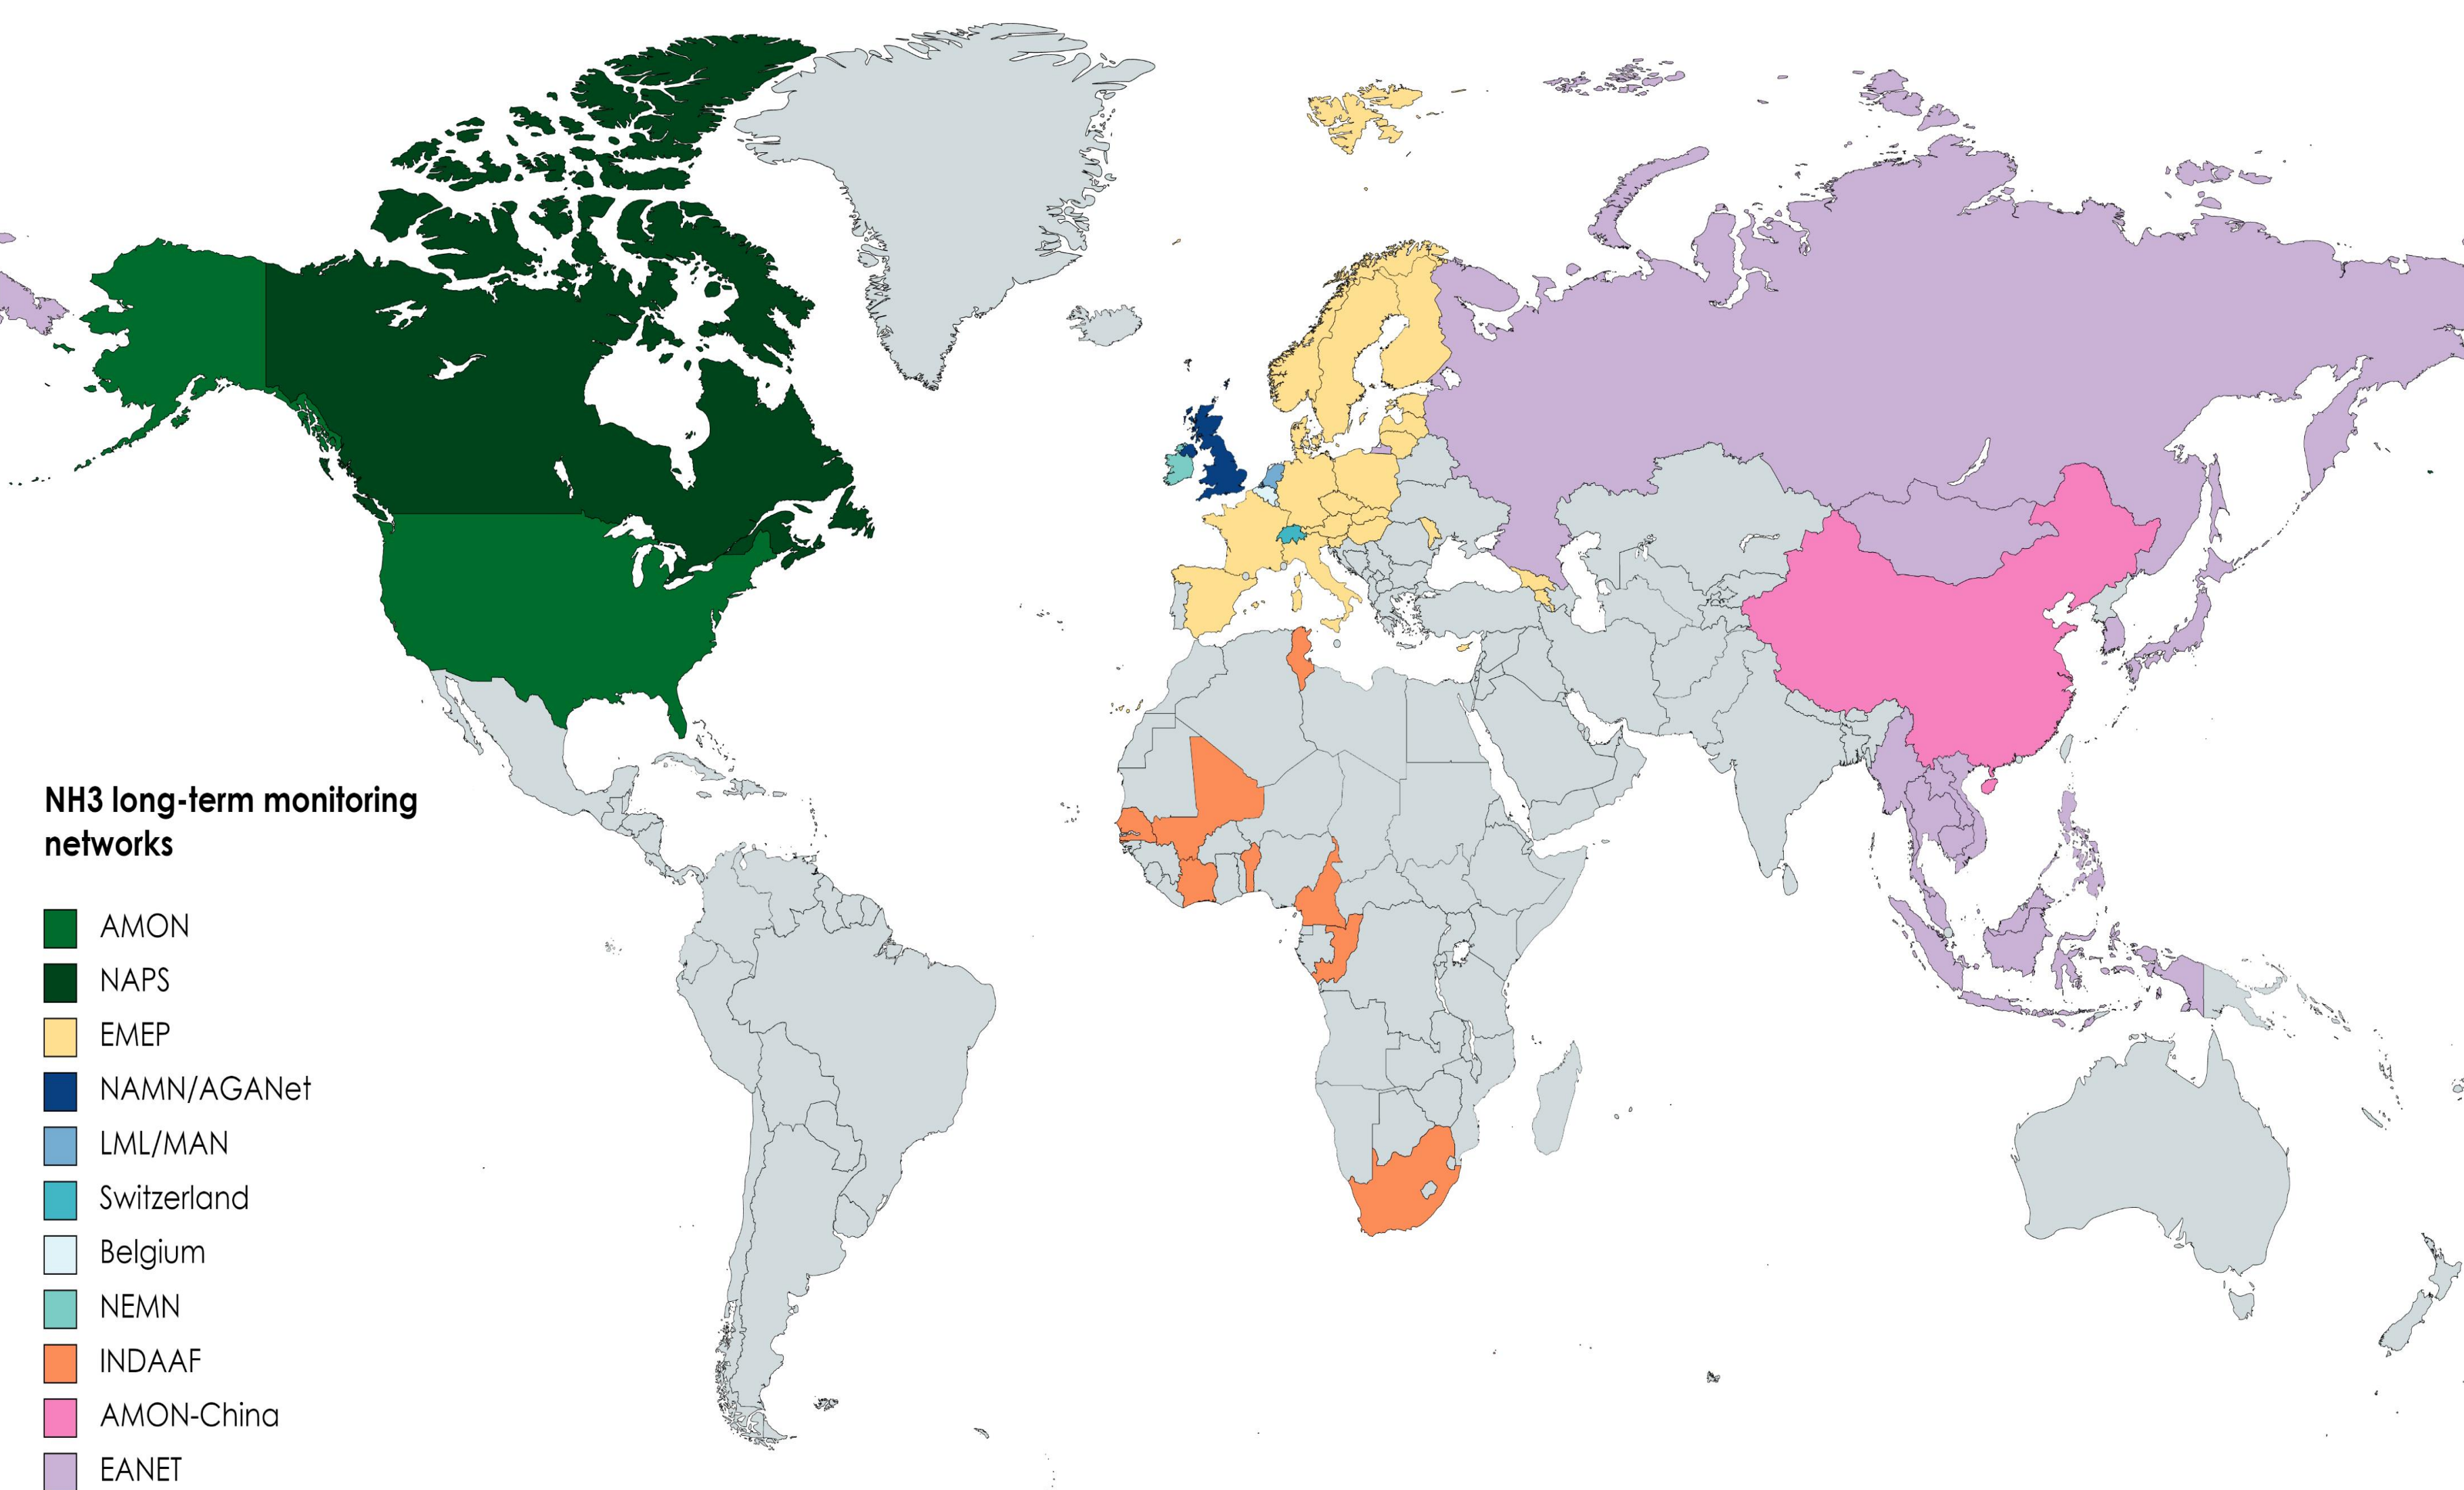 NH3 long-term monitoring
networks
AMON
NAPS
EMEP
NAMN/AGANet
LML/MAN
Switzerland
Belgium
NEMN
INDAAF
AMON-China
EANET